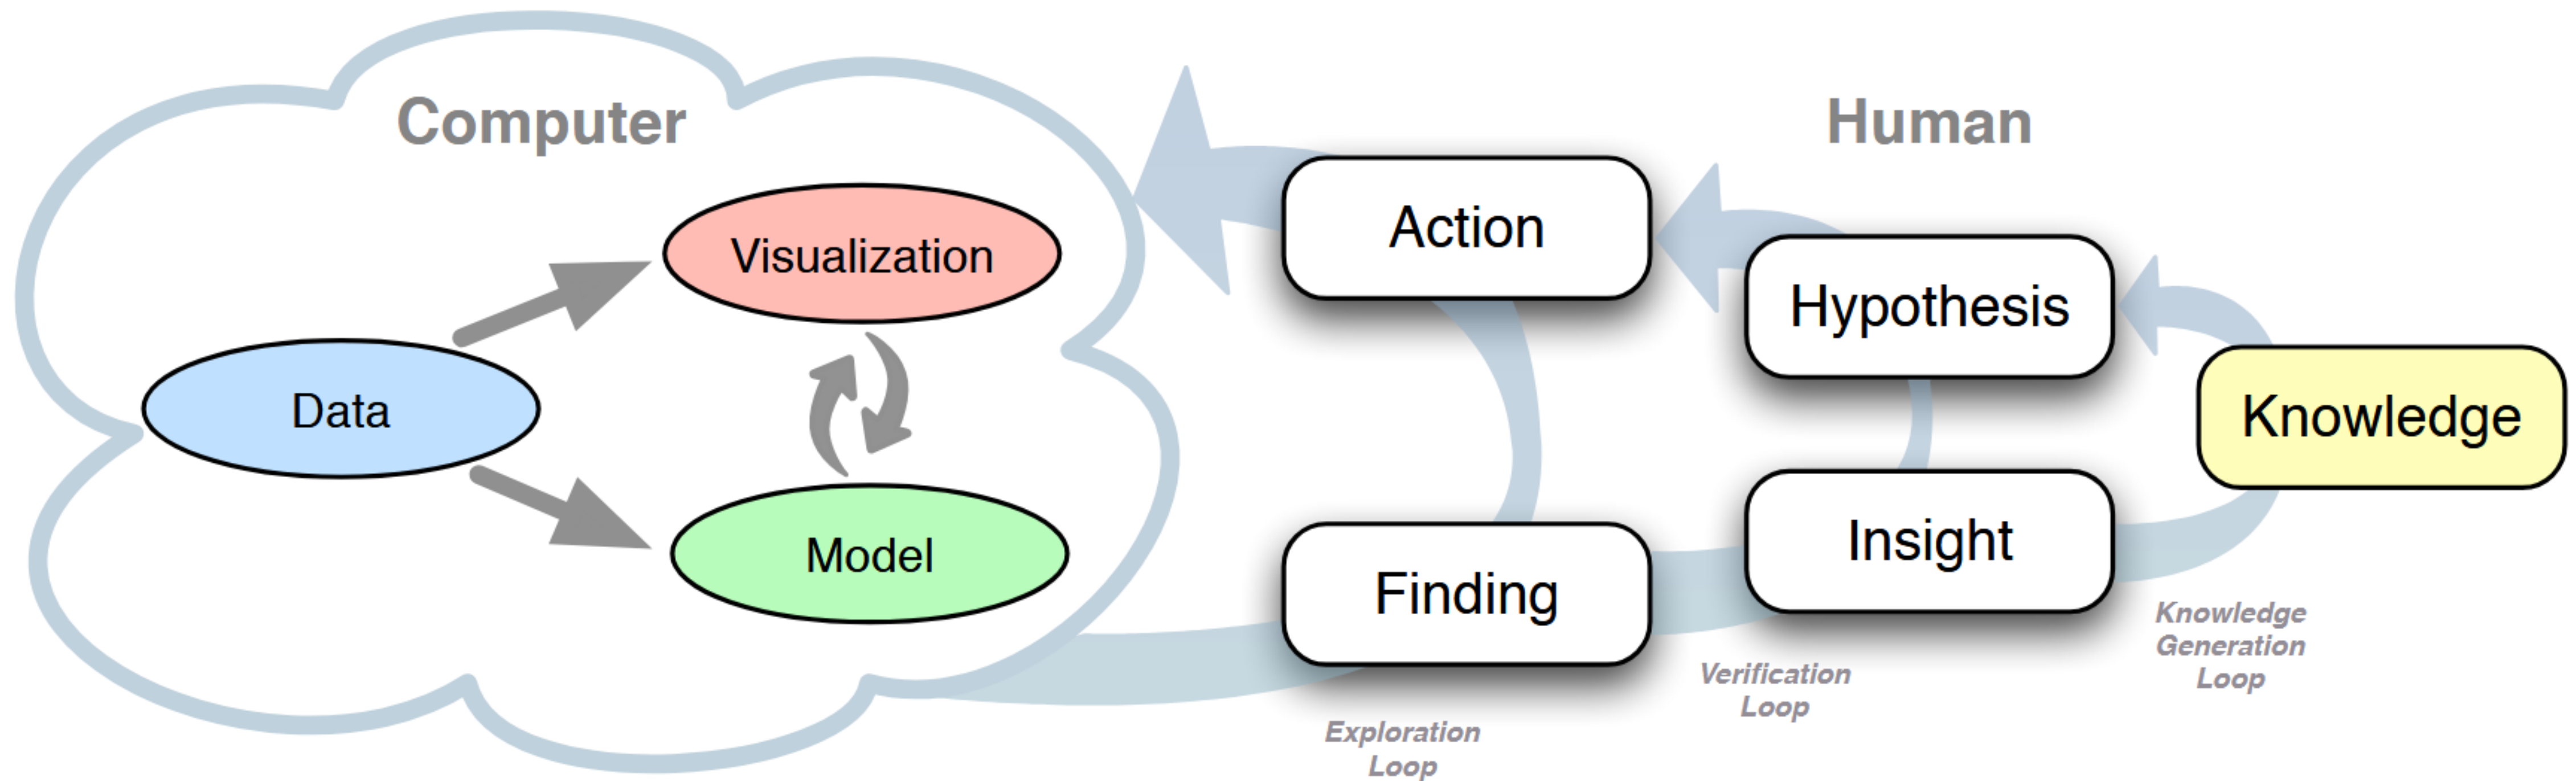 Computer
Human
Visualization
Data
Model
Action
Hypothesis
Knowledge
Finding
Insight
Exploration
Loop
Verification
Loop
Knowledge
Generation
Loop